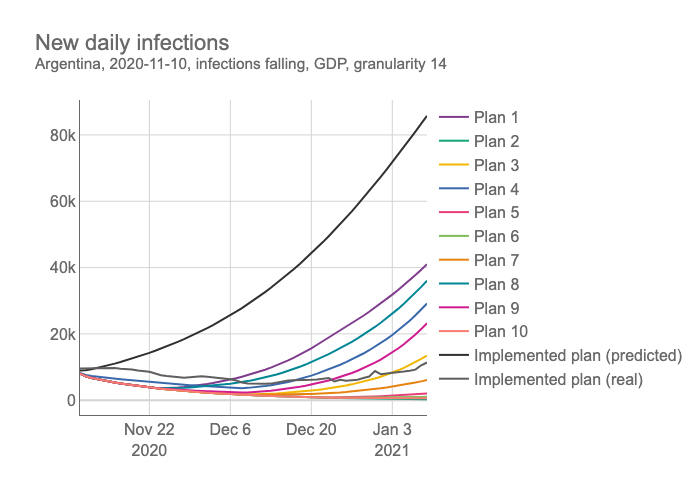 New daily infections
Argentina, 2020-11-10, infections falling, GDP, granularity 14
80k
60k
40k
20k
0
Nov 22
2020
Dec 6
Dec 20
Jan 3
2021
Plan 1
Plan 2
Plan 3
Plan 4
Plan 5
Plan 6
Plan 7
Plan 8
Plan 9
Plan 10
Implemented plan (predicted)
Implemented plan (real)